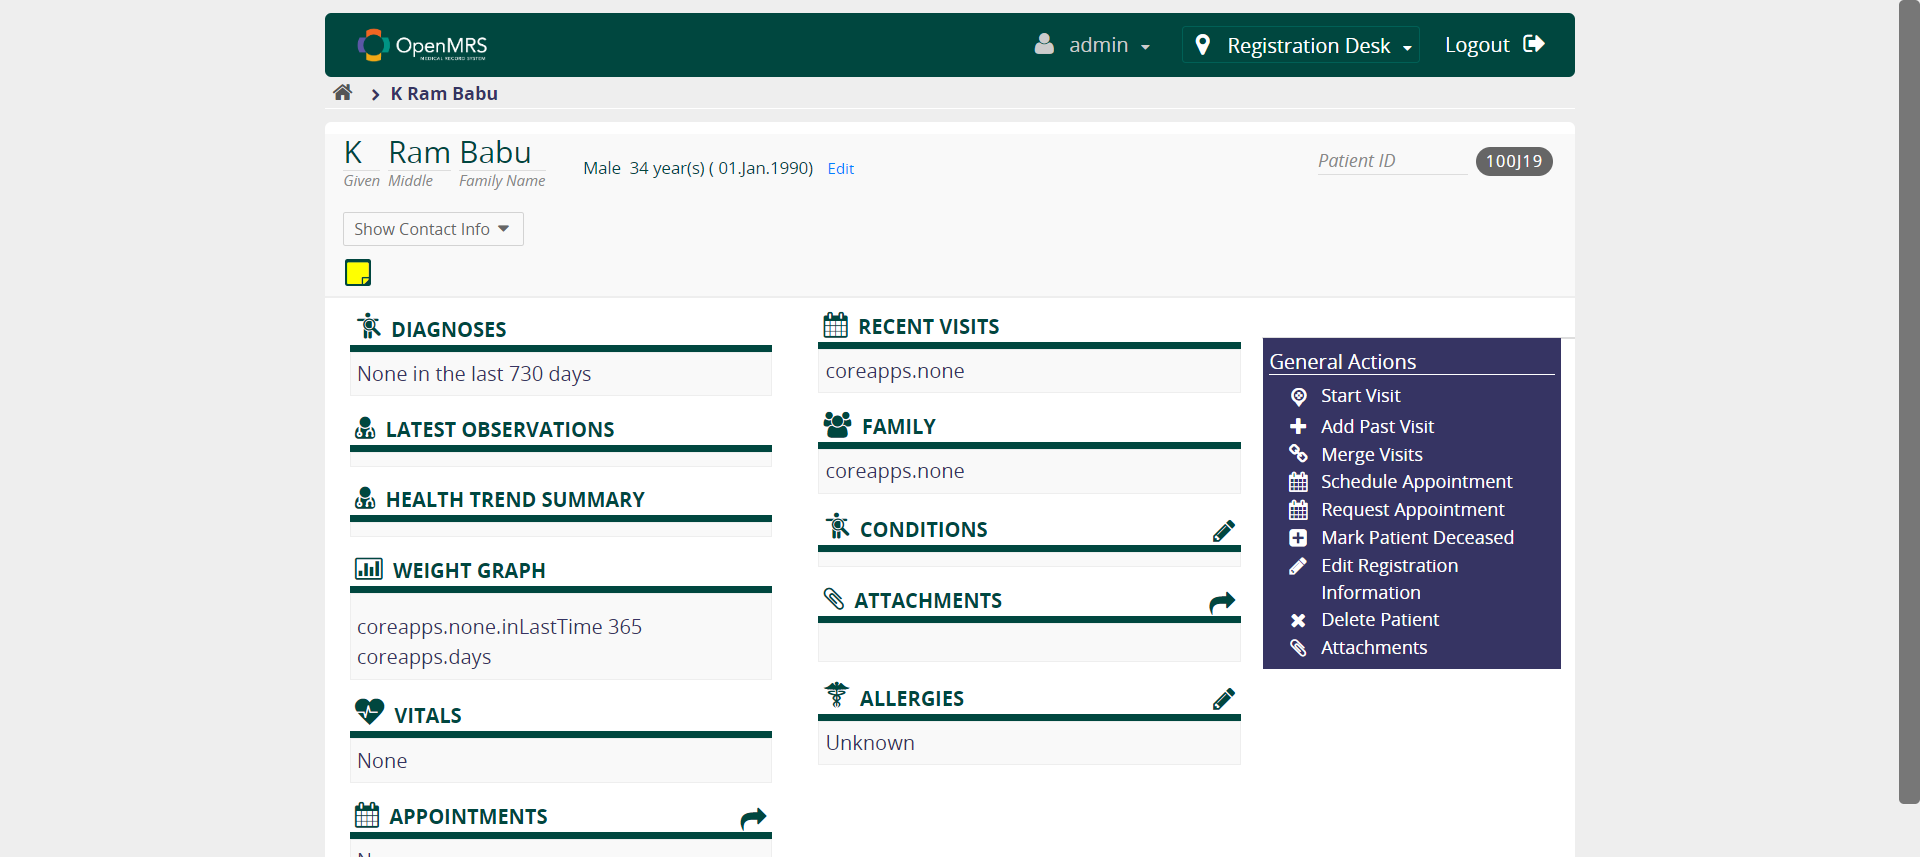 OpenMRS
MEDICAL RECORD SYSTEM
admin
Registration Desk
Logout
K Ram Babu
K Ram Babu
Given Middle Family Name
Male 34 year(s) ( 01.Jan.1990) Edit
Patient ID 100J19
Show Contact Info
DIAGNOSES
None in the last 730 days
LATEST OBSERVATIONS
HEALTH TREND SUMMARY
WEIGHT GRAPH
coreapps.none.inLastTime 365
coreapps.days
VITALS
None
APPOINTMENTS
RECENT VISITS
coreapps.none
FAMILY
coreapps.none
CONDITIONS
ATTACHMENTS
ALLERGIES
Unknown
General Actions
Start Visit
Add Past Visit
Merge Visits
Schedule Appointment
Request Appointment
Mark Patient Deceased
Edit Registration
Information
Delete Patient
Attachments